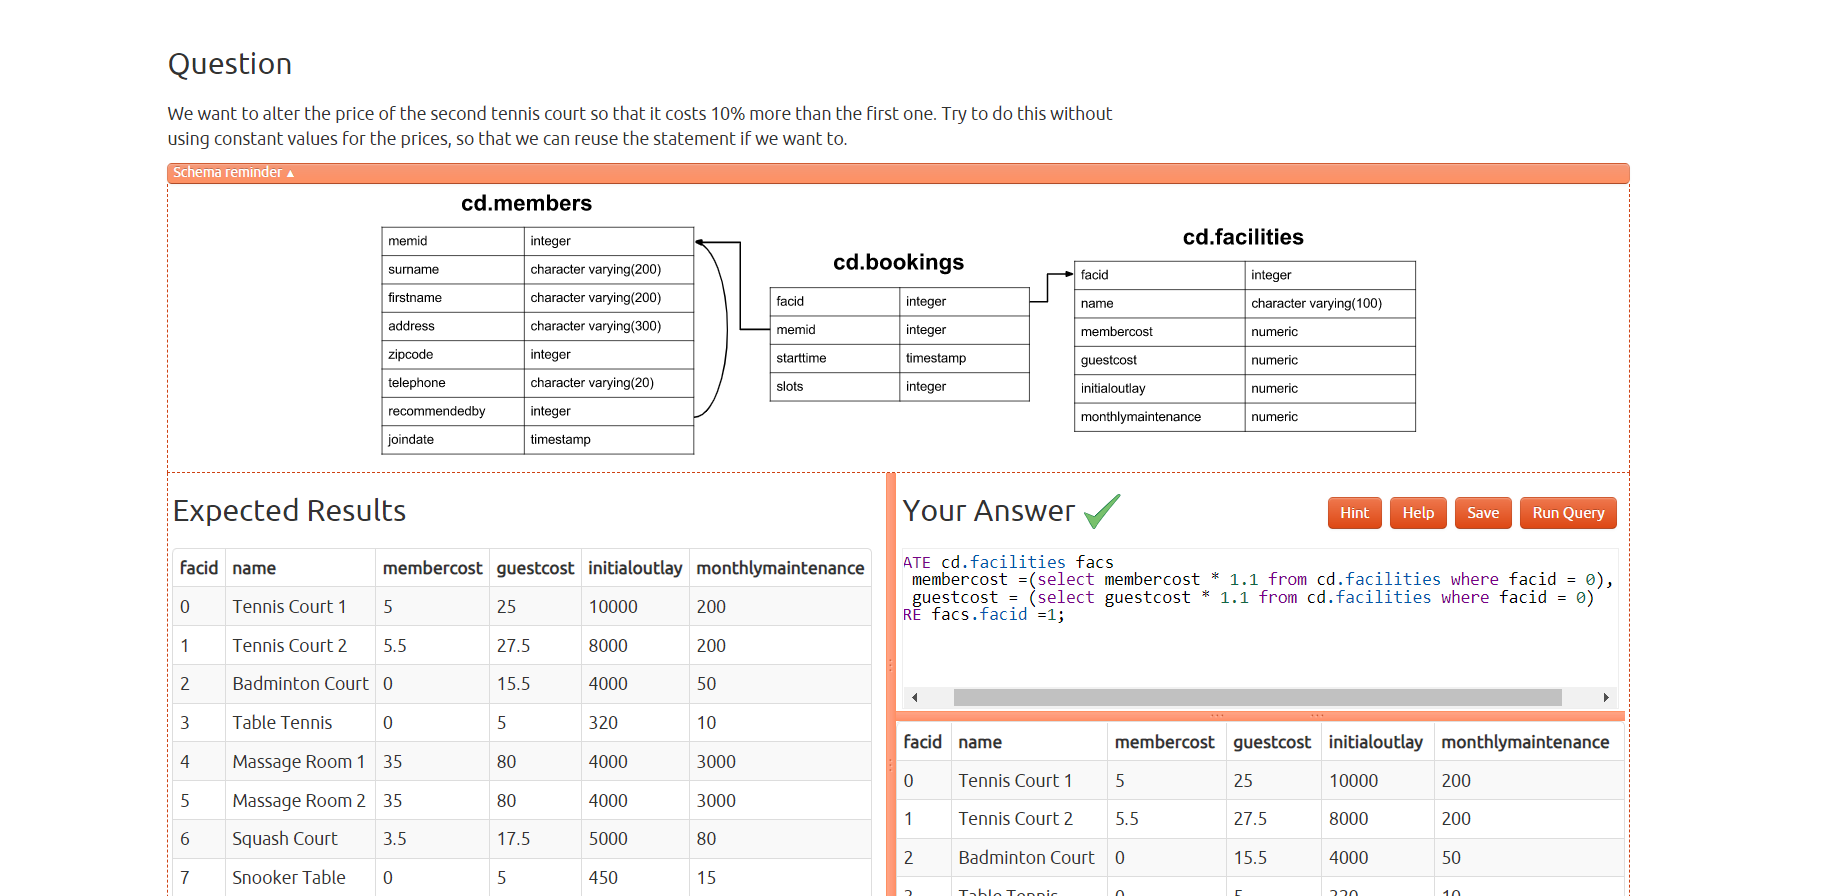 Question
We want to alter the price of the second tennis court so that it costs 10% more than the first one. Try to do this without
using constant values for the prices, so that we can reuse the statement if we want to.
Schema reminder ▲
cd.members
memid integer
surname character varying(200)
firstname character varying(200)
address character varying(300)
zipcode integer
telephone character varying(20)
recommendedby integer
joindate timestamp
cd.bookings
facid integer
memid integer
starttime timestamp
slots integer
cd.facilities
facid integer
name character varying(100)
membercost numeric
guestcost numeric
initialoutlay numeric
monthlymaintenance numeric
Expected Results
facid name membercost guestcost initialoutlay monthlymaintenance
0 Tennis Court 1 5 25 10000 200
1 Tennis Court 2 5.5 27.5 8000 200
2 Badminton Court 0 15.5 4000 50
3 Table Tennis 0 5 320 10
4 Massage Room 1 35 80 4000 3000
5 Massage Room 2 35 80 4000 3000
6 Squash Court 3.5 17.5 5000 80
7 Snooker Table 0 5 450 15
Your Answer
Hint Help Save Run Query
ATE cd.facilities facs
membercost =(select membercost * 1.1 from cd.facilities where facid = 0),
guestcost = (select guestcost * 1.1 from cd.facilities where facid = 0)
RE facs.facid =1;
facid name membercost guestcost initialoutlay monthlymaintenance
0 Tennis Court 1 5 25 10000 200
1 Tennis Court 2 5.5 27.5 8000 200
2 Badminton Court 0 15.5 4000 50
3 Table Tennis 0 5 320 10